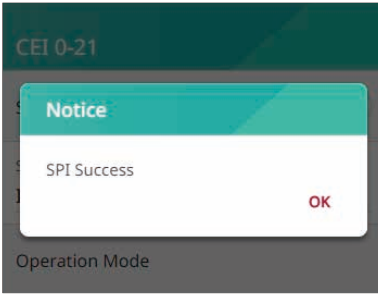 CEI 0-21
Notice
SPI Success
OK
Operation Mode